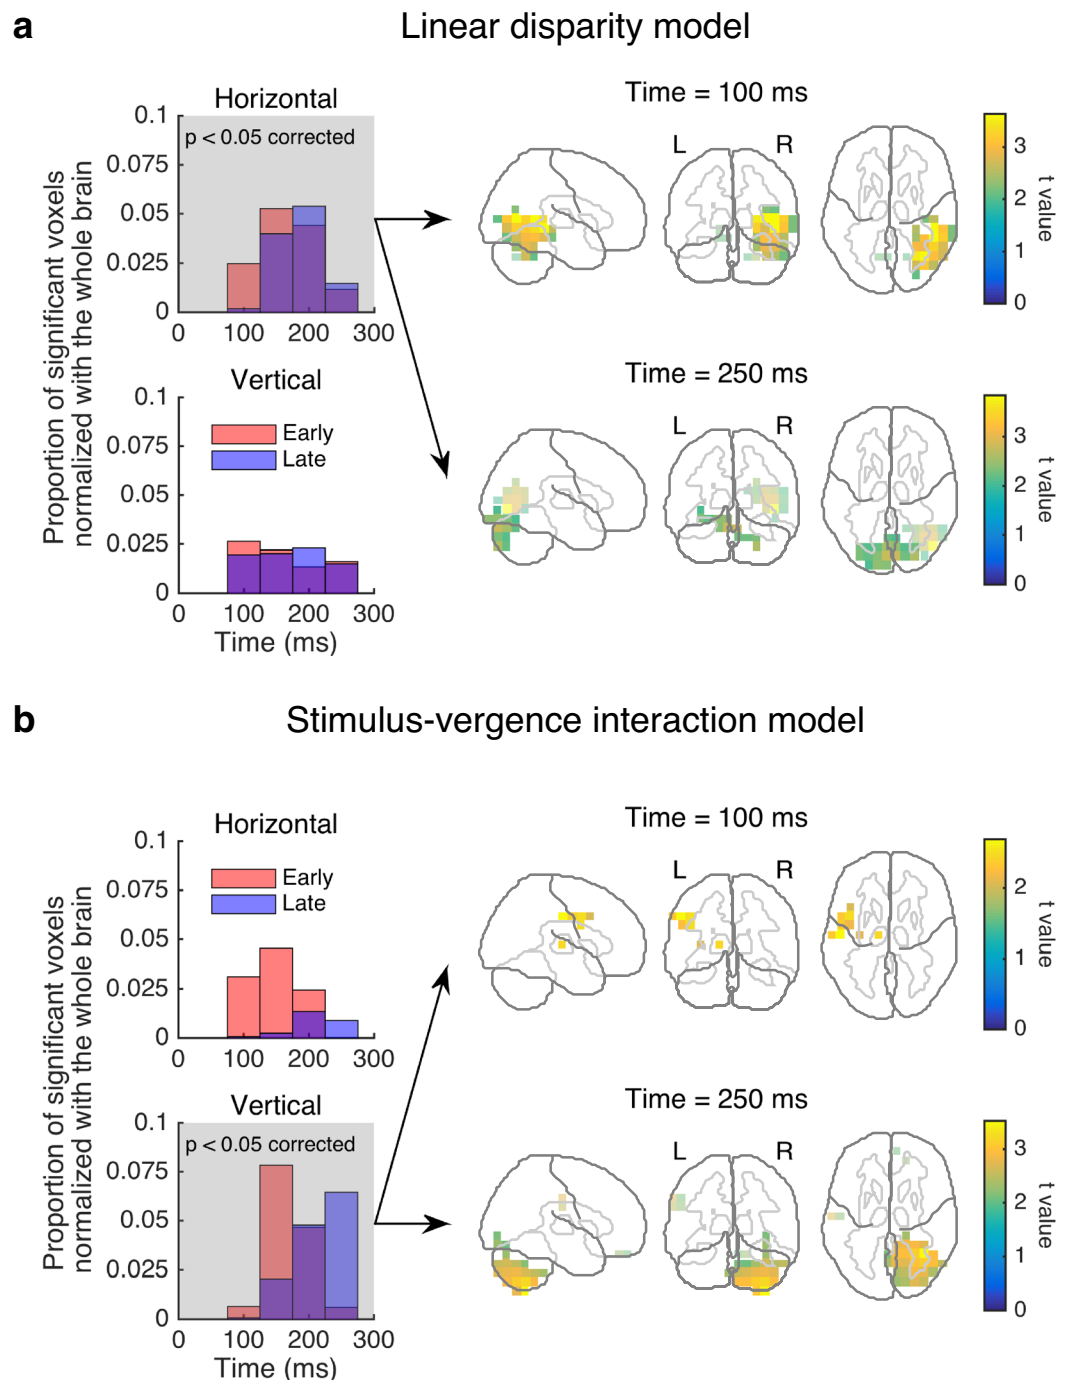 a
Linear disparity model
Horizontal
p < 0.05 corrected
0.1
0.075
0.05
0.025
0
0
100
200
300
Proportion of significant voxels
normalized with the whole brain
Time = 100 ms
L
R
3
2
1
0
t value
Vertical
Early
Late
0.1
0.075
0.05
0.025
0
0
100
200
300
Time (ms)
Time = 250 ms
L
R
3
2
1
0
t value
b
Stimulus-vergence interaction model
Horizontal
Early
Late
0.1
0.075
0.05
0.025
0
0
100
200
300
Proportion of significant voxels
normalized with the whole brain
Time = 100 ms
L
R
2
1
0
t value
Vertical
p < 0.05 corrected
0.1
0.075
0.05
0.025
0
0
100
200
300
Time (ms)
Time = 250 ms
L
R
3
2
1
0
t value